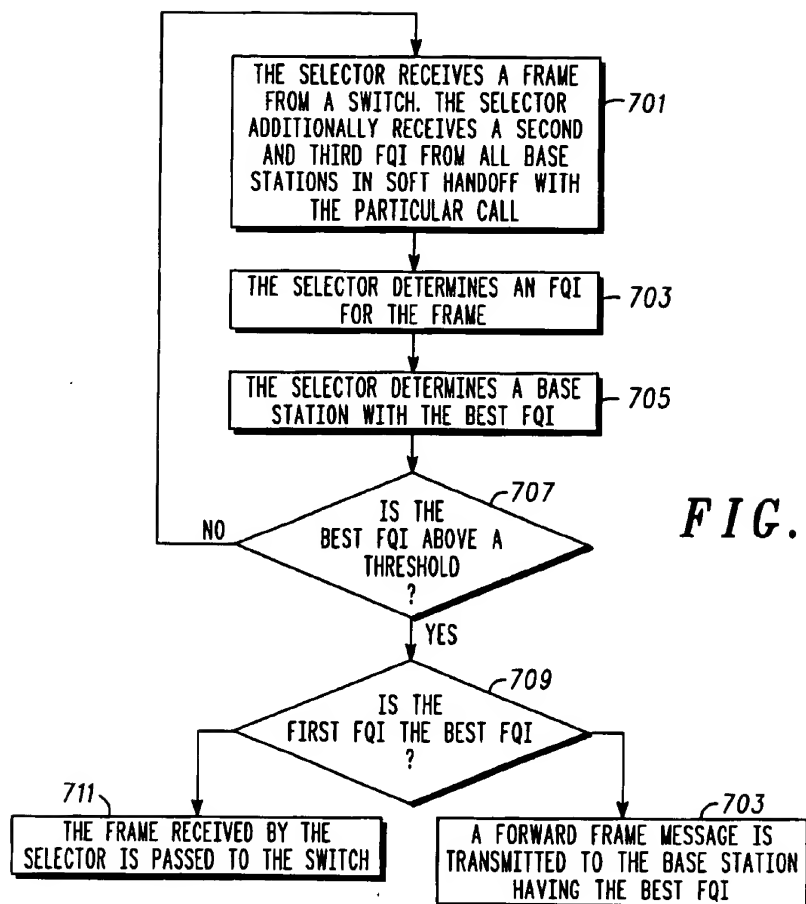 THE SELECTOR RECEIVES A FRAME
FROM A SWITCH. THE SELECTOR
ADDITIONALLY RECEIVES A SECOND
AND THIRD FQI FROM ALL BASE
STATIONS IN SOFT HANDOFF WITH
THE PARTICULAR CALL
701
THE SELECTOR DETERMINES AN FQI
FOR THE FRAME
703
THE SELECTOR DETERMINES A BASE
STATION WITH THE BEST FQI
705
707
IS THE
BEST FQI ABOVE A
THRESHOLD
?
NO
FIG.
YES
709
IS THE
FIRST FQI THE BEST FQI
?
711
THE FRAME RECEIVED BY THE
SELECTOR IS PASSED TO THE SWITCH
703
A FORWARD FRAME MESSAGE IS
TRANSMITTED TO THE BASE STATION
HAVING THE BEST FQI